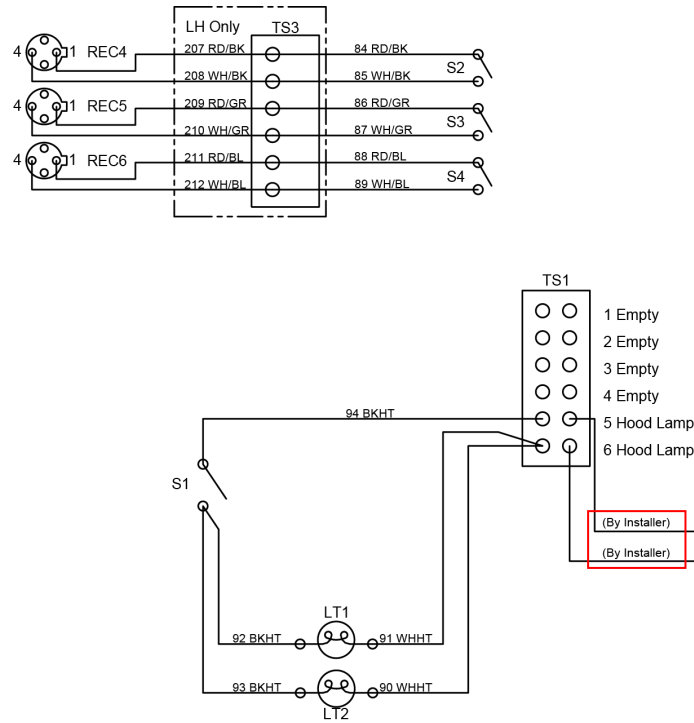 LH Only TS3
4 1 REC4 207 RD/BK 84 RD/BK
S2
208 WH/BK 85 WH/BK
4 1 REC5 209 RD/GR 86 RD/GR
S3
210 WH/GR 87 WH/GR
4 1 REC6 211 RD/BL 88 RD/BL
S4
212 WH/BL 89 WH/BL
TS1
1 Empty
2 Empty
3 Empty
4 Empty
94 BKHT
5 Hood Lamp
6 Hood Lamp
S1
(By Installer)
(By Installer)
LT1
92 BKHT 91 WHHT
93 BKHT 90 WHHT
LT2